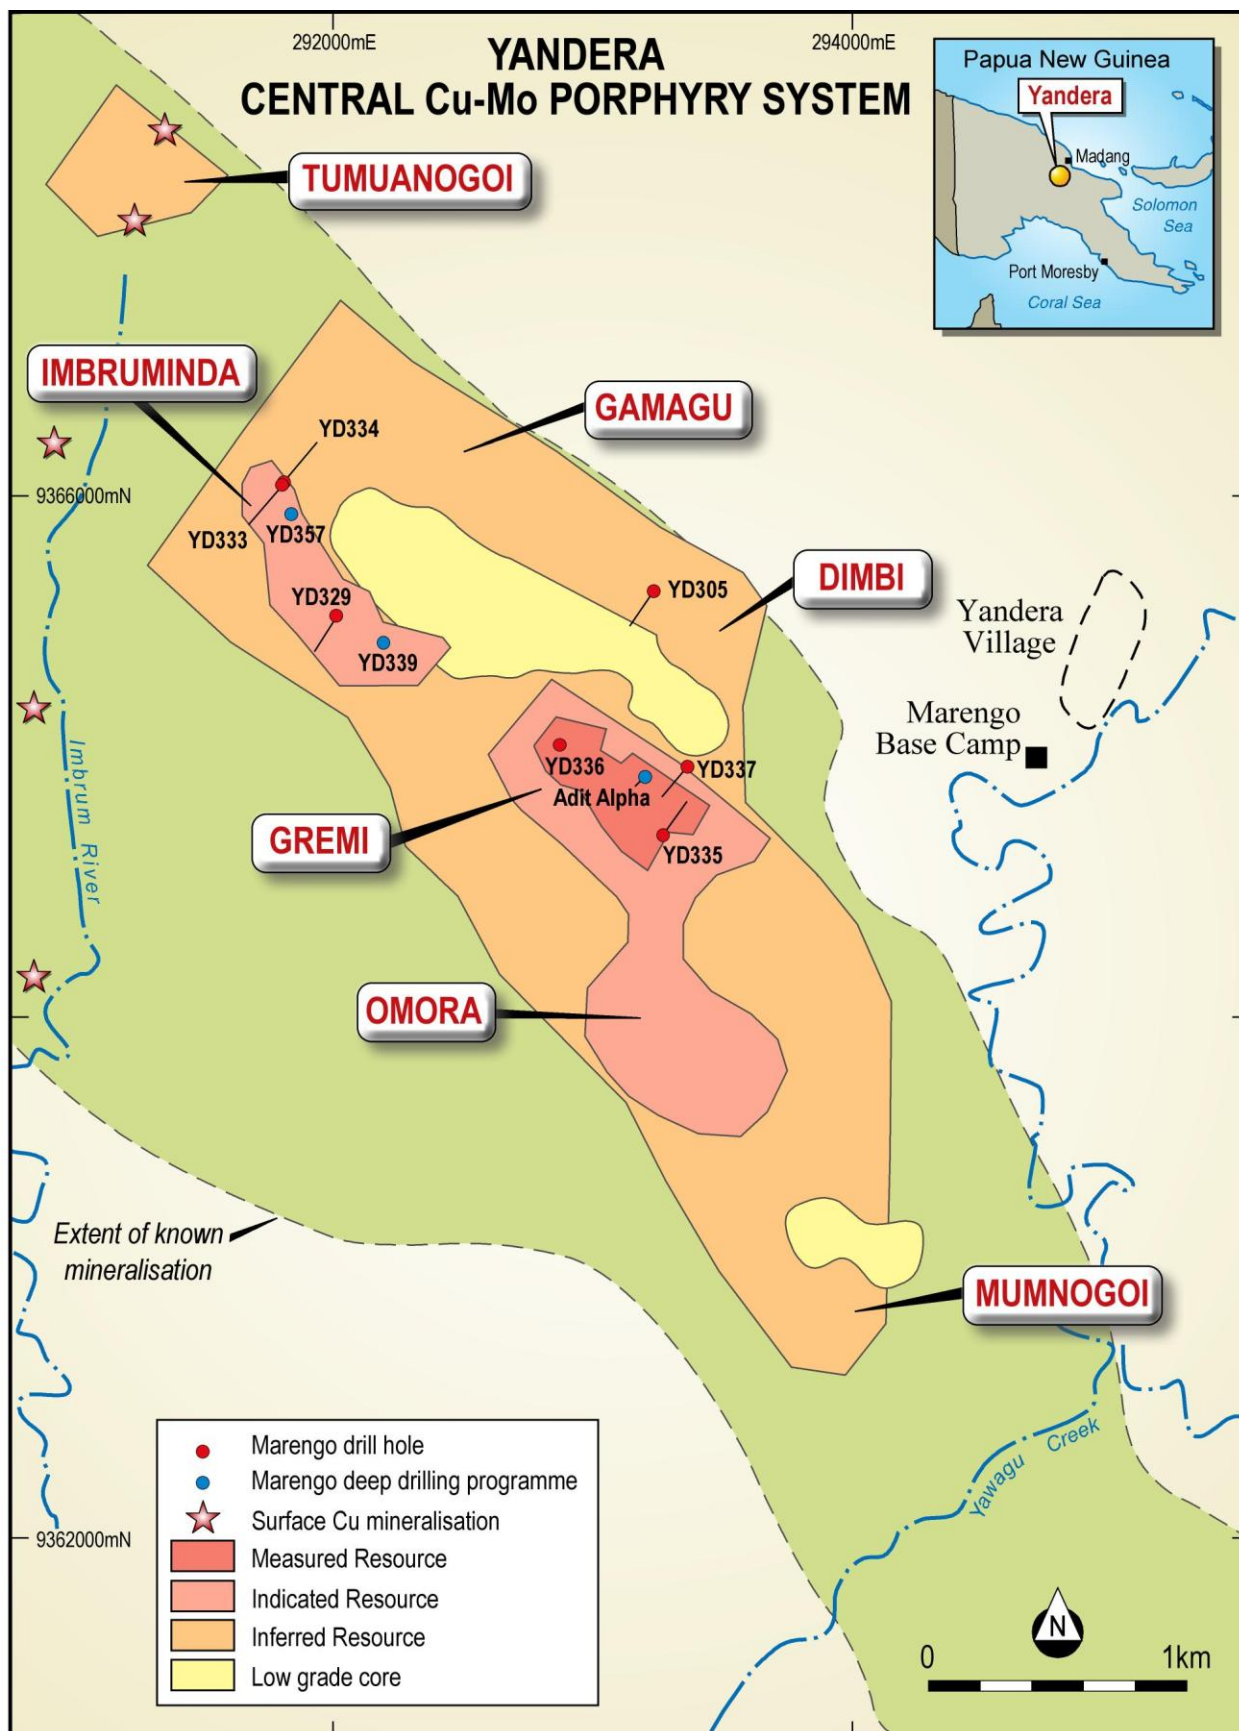 292000mE
294000mE
YANDERA
CENTRAL Cu-Mo PORPHYRY SYSTEM
Papua New Guinea
Yandera
Madang
Solomon
Sea
Port Moresby
Coral Sea
TUMUANOGOI
IMBRUMINDA
GAMAGU
YD334
9366000mN
YD357
YD333
DIMBI
YD305
YD329
YD339
Yandera
Village
Marengo
Base Camp
Imbrum River
YD336
YD337
Adit Alpha
GREMI
YD335
OMORA
Extent of known
mineralisation
MUMNOGOI
Yawagu Creek
9362000mN
Marengo drill hole
Marengo deep drilling programme
Surface Cu mineralisation
Measured Resource
Indicated Resource
Inferred Resource
Low grade core
N
0 1km